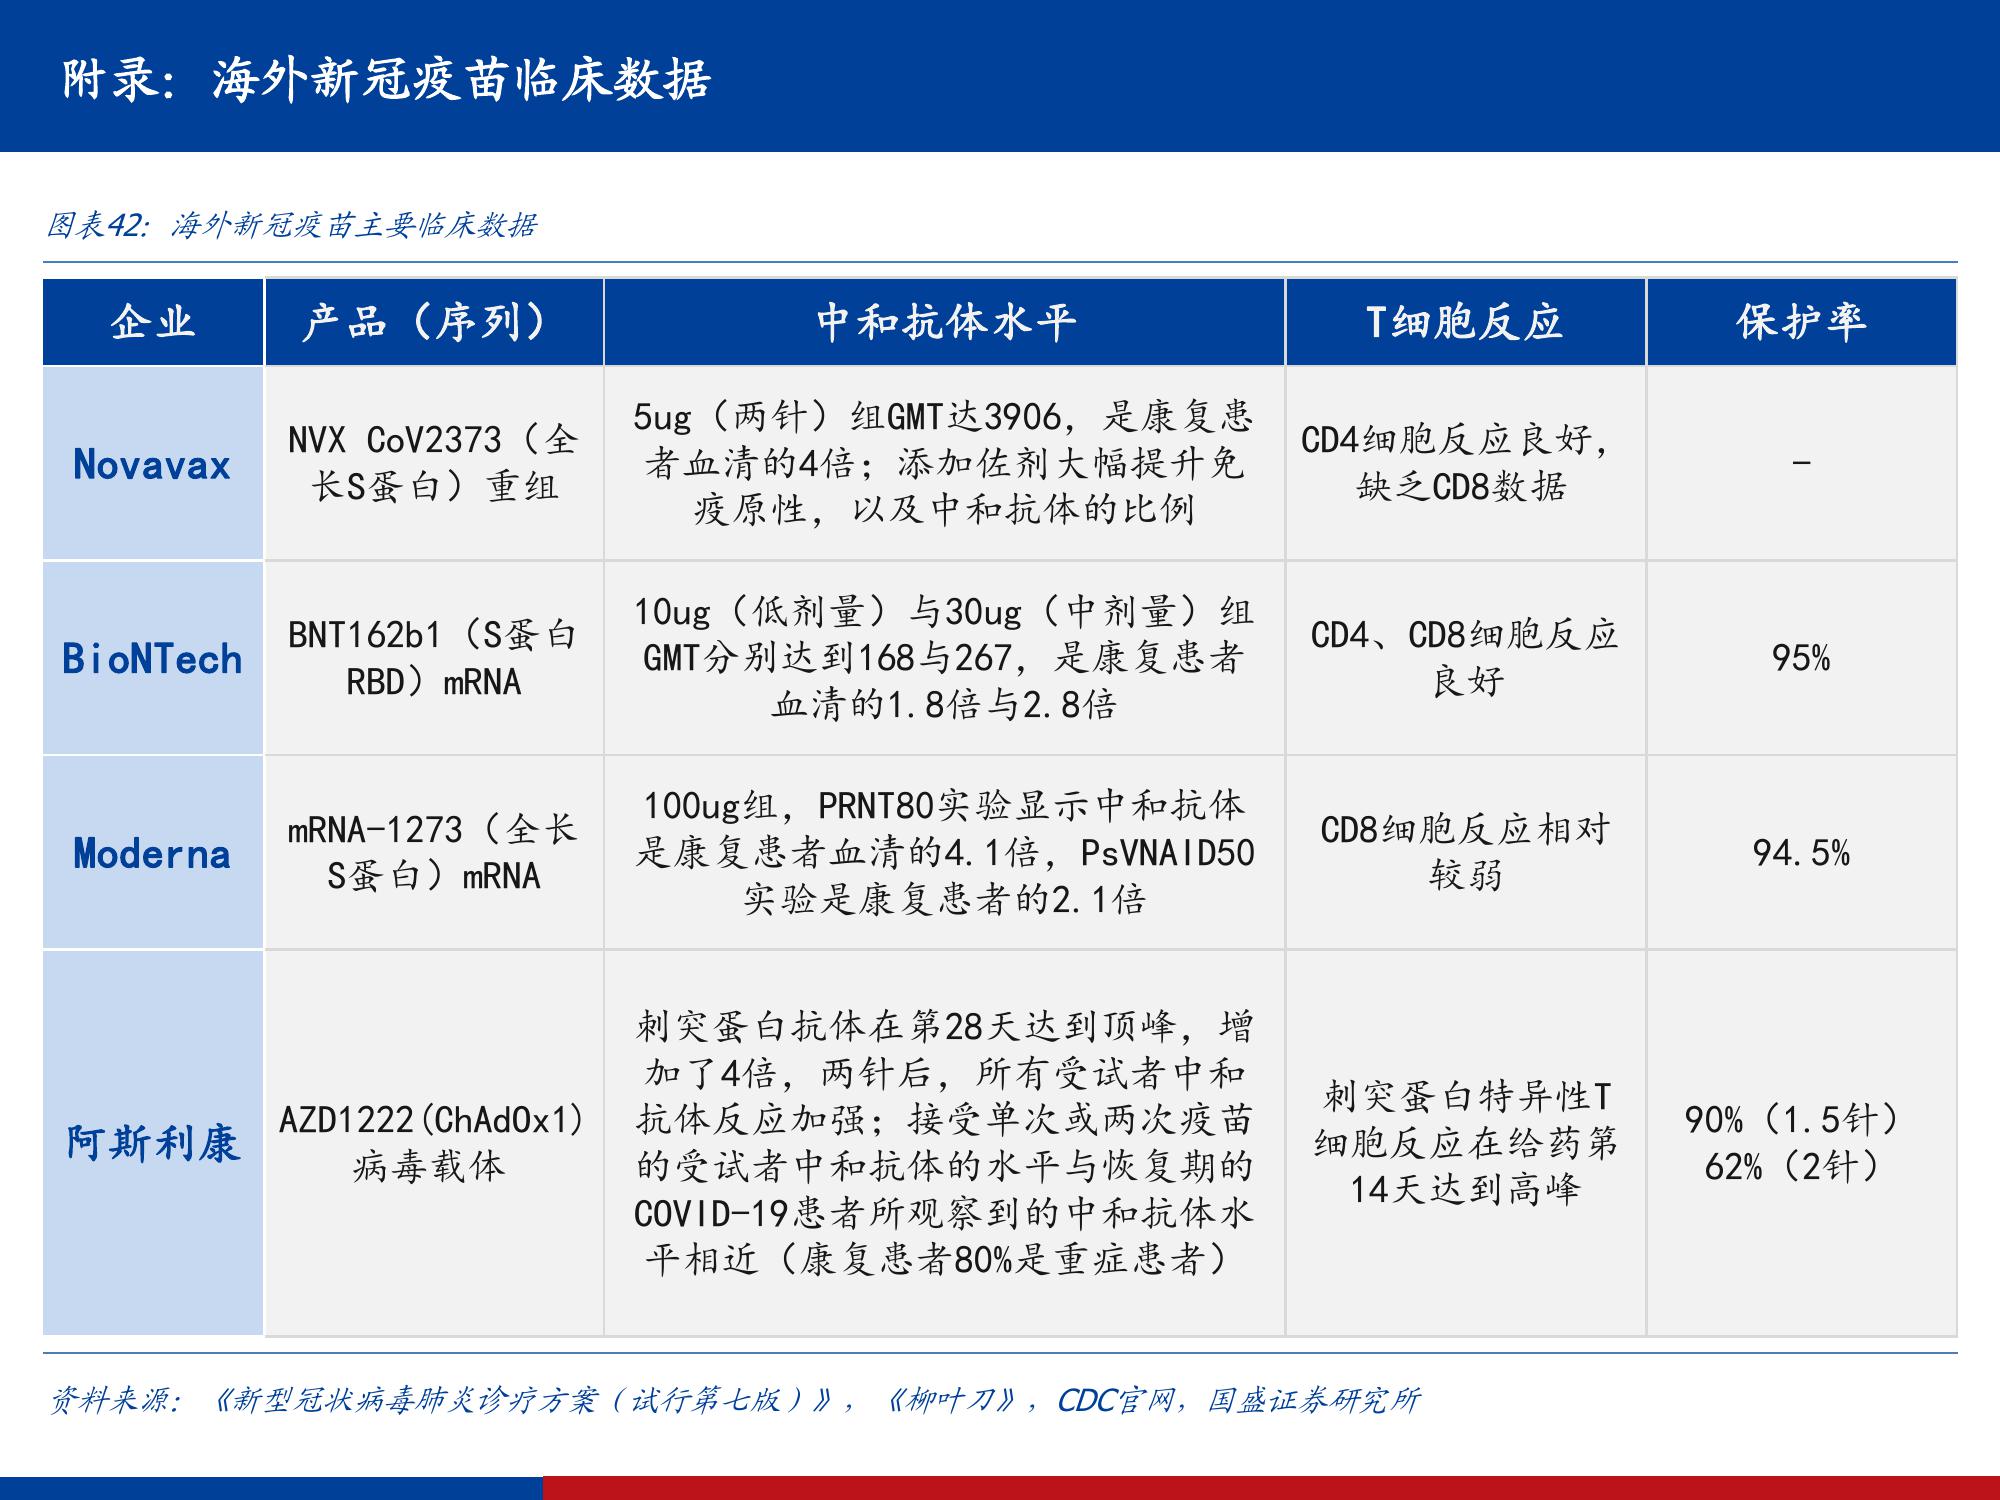 附录：海外新冠疫苗临床数据
图表42：海外新冠疫苗主要临床数据
企业
产品（序列）
中和抗体水平
T细胞反应
保护率
Novavax
NVX CoV2373（全
长S蛋白）重组
5ug（两针）组GMT达3906，是康复患
者血清的4倍；添加佐剂大幅提升免
疫原性，以及中和抗体的比例
CD4细胞反应良好，
缺乏CD8数据
–
BioNTech
BNT162b1（S蛋白
RBD）mRNA
10ug（低剂量）与30ug（中剂量）组
GMT分别达到168与267，是康复患者
血清的1.8倍与2.8倍
CD4、CD8细胞反应
良好
95%
Moderna
mRNA-1273（全长
S蛋白）mRNA
100ug组，PRNT80实验显示中和抗体
是康复患者血清的4.1倍，PsVNAID50
实验是康复患者的2.1倍
CD8细胞反应相对
较弱
94.5%
阿斯利康
AZD1222(ChAdOx1)
病毒载体
刺突蛋白抗体在第28天达到顶峰，增
加了4倍，两针后，所有受试者中和
抗体反应加强；接受单次或两次疫苗
的受试者中和抗体的水平与恢复期的
COVID-19患者所观察到的中和抗体水
平相近（康复患者80%是重症患者）
刺突蛋白特异性T
细胞反应在给药第
14天达到高峰
90%（1.5针）
62%（2针）
资料来源：《新型冠状病毒肺炎诊疗方案（试行第七版）》，《柳叶刀》，CDC官网，国盛证券研究所